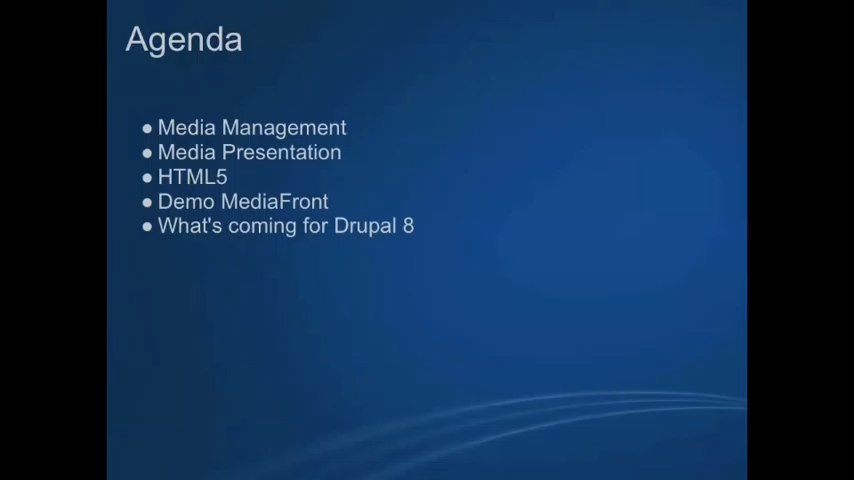 Agenda
● Media Management
● Media Presentation
● HTML5
● Demo MediaFront
● What's coming for Drupal 8